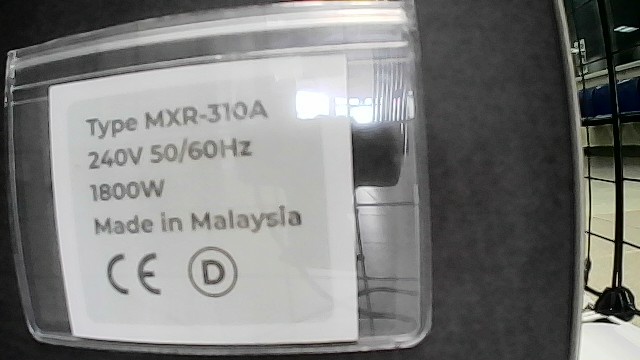 Type MXR-310A
240V 50/60Hz
1800W
Made in Malaysia
CE D